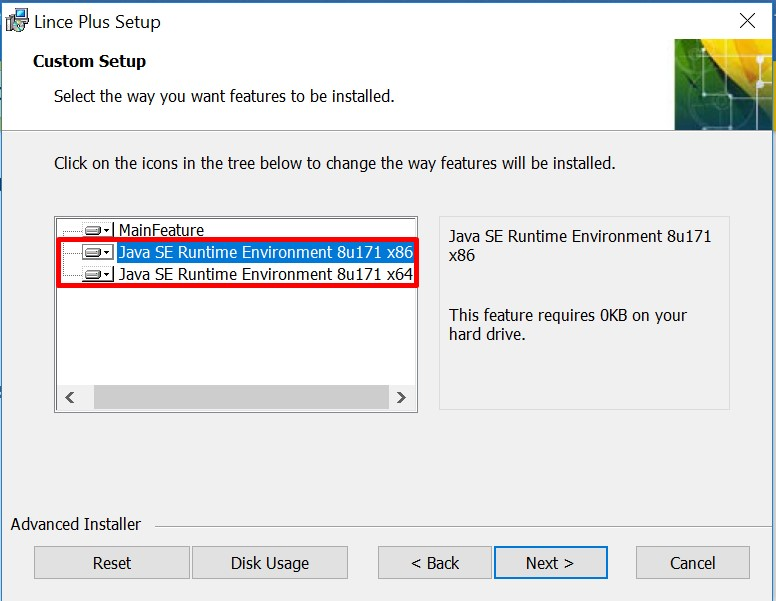 Lince Plus Setup
Custom Setup
Select the way you want features to be installed.
Click on the icons in the tree below to change the way features will be installed.
MainFeature
Java SE Runtime Environment 8u171 x86
Java SE Runtime Environment 8u171 x64
Java SE Runtime Environment 8u171
x86
This feature requires 0KB on your
hard drive.
Advanced Installer
Reset
Disk Usage
< Back
Next >
Cancel